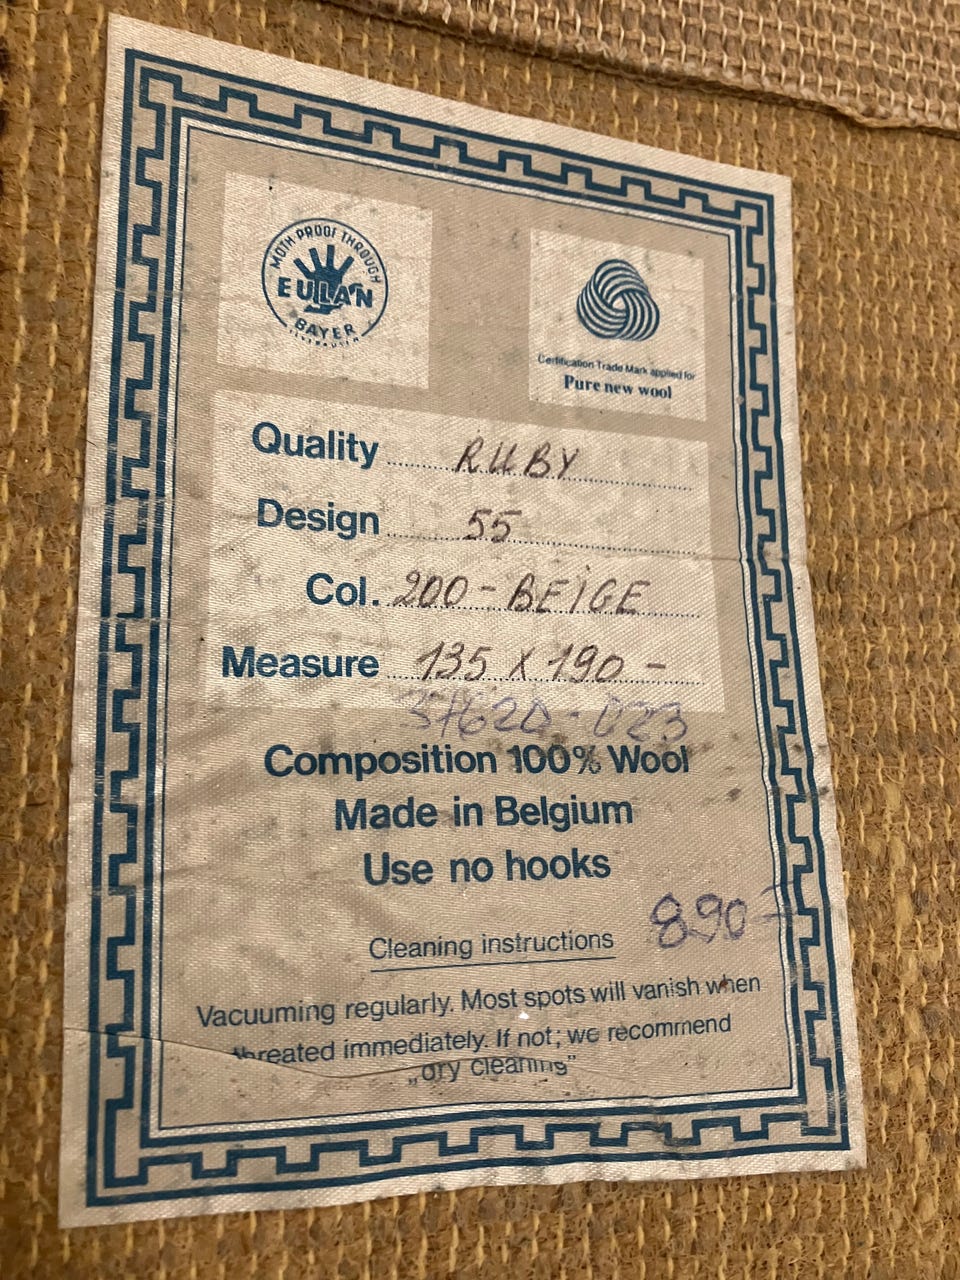 MOTH PROOF THROUGH
EULAN
BAYER
Certification Trade Mark applied for
Pure new wool
Quality RUBY
Design 55
Col. 200 - BEIGE
Measure 135 x 190 -
Composition 100% Wool
Made in Belgium
Use no hooks
890-
Cleaning instructions
Vacuuming regularly. Most spots will vanish when
threated immediately. If not; we recommend
„dry cleaning”